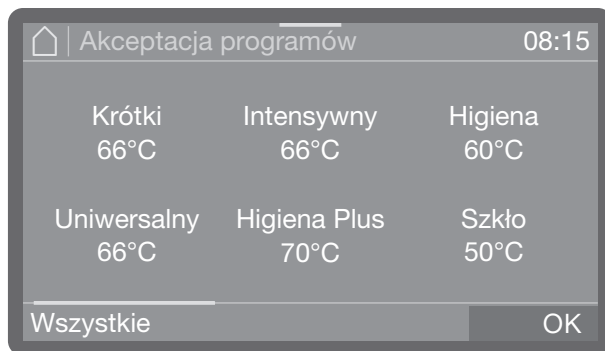 Akceptacja programów 08:15
Krótki Intensywny Higiena
66°C 66°C 60°C
Uniwersalny Higiena Plus Szkło
66°C 70°C 50°C
Wszystkie OK